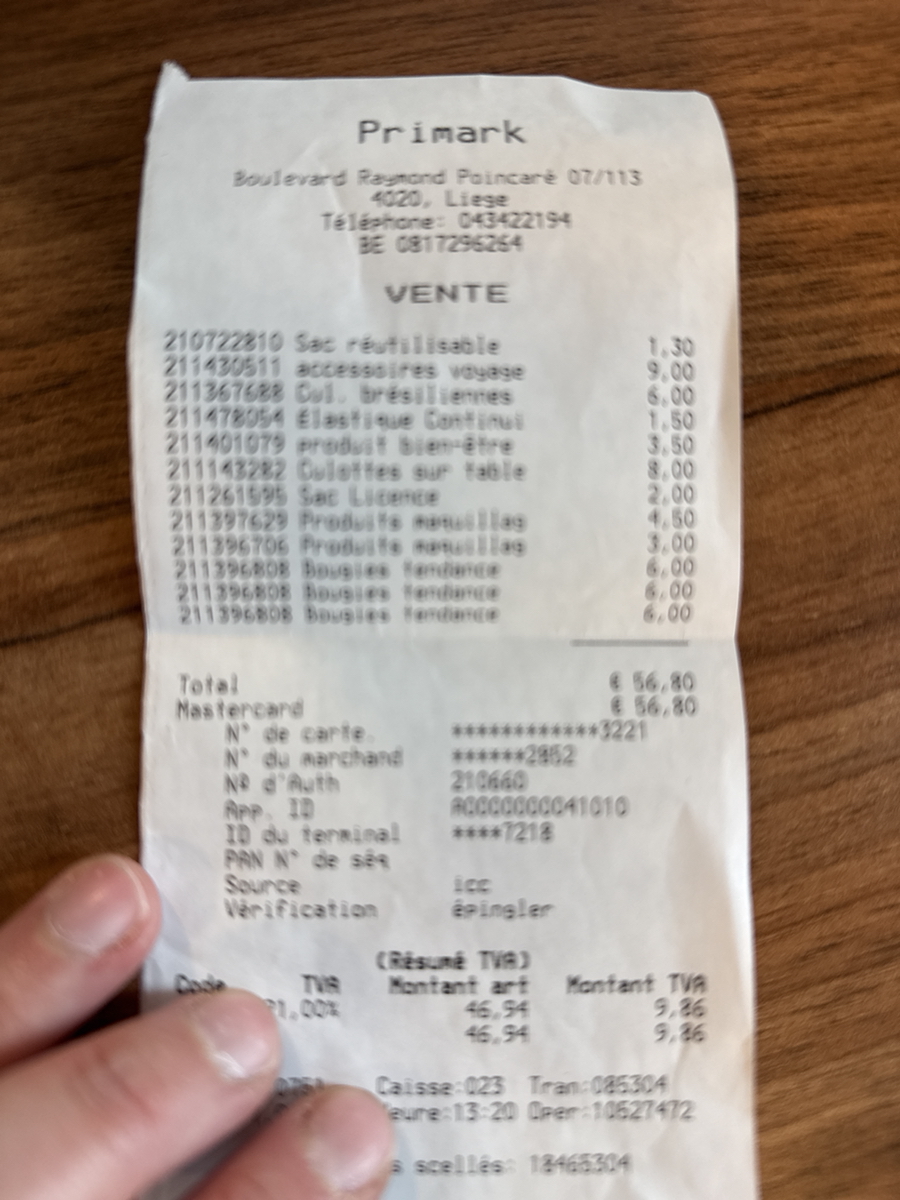 Primark
Boulevard Raymond Poincaré 07/113
4020, Liege
Téléphone: 043422194
BE 0817296264
VENTE
210722810 Sac réutilisable 1,30
211430511 accessoires voyage 9,00
211367688 Cul. brésiliennes 6,00
211478054 Élastique Continui 1,50
211401079 produit bien-être 3,50
211143282 Culottes sur table 8,00
211261595 Sac Licence 2,00
211397629 Produits maquillag 4,50
211396706 Produits maquillag 3,00
211396808 Bougies tendance 6,00
211396808 Bougies tendance 6,00
211396808 Bougies tendance 6,00
Total € 56,80
Mastercard € 56,80
N° de carte. ************3221
N° du marchand ******2952
Nº d'Auth 210660
App. ID A0000000041010
ID du terminal ****7218
PAN N° de séq
Source icc
Vérification épingler
(Résumé TVA)
Code TVA Montant art Montant TVA
1,00% 46,94 9,86
46,94 9,86
Caisse:023 Tran:085304
eure:13:20 Oper:10527472
s scellés: 18465304